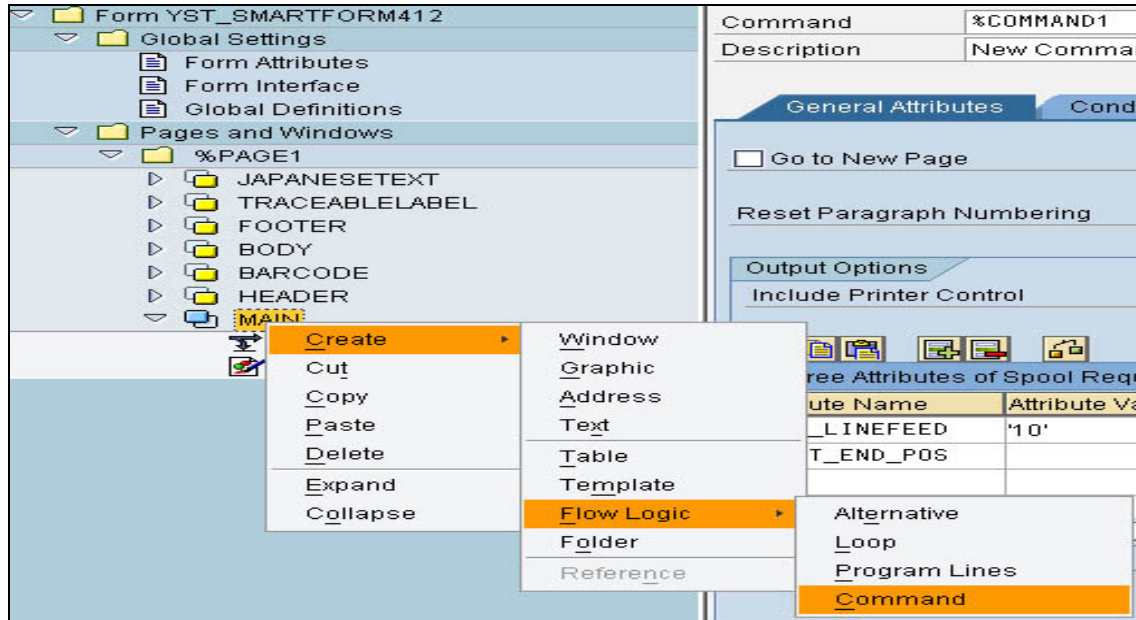 Form YST_SMARTFORM412
Global Settings
Form Attributes
Form Interface
Global Definitions
Pages and Windows
%PAGE1
JAPANESETEXT
TRACEABLELABEL
FOOTER
BODY
BARCODE
HEADER
MAIN
Create
Cut
Copy
Paste
Delete
Expand
Collapse
Window
Graphic
Address
Text
Table
Template
Flow Logic
Folder
Reference
Alternative
Loop
Program Lines
Command
Command %COMMAND1
Description New Comma
General Attributes Cond
Go to New Page
Reset Paragraph Numbering
Output Options
Include Printer Control
ree Attributes of Spool Requ
ute Name Attribute Va
_LINEFEED '10'
T_END_POS